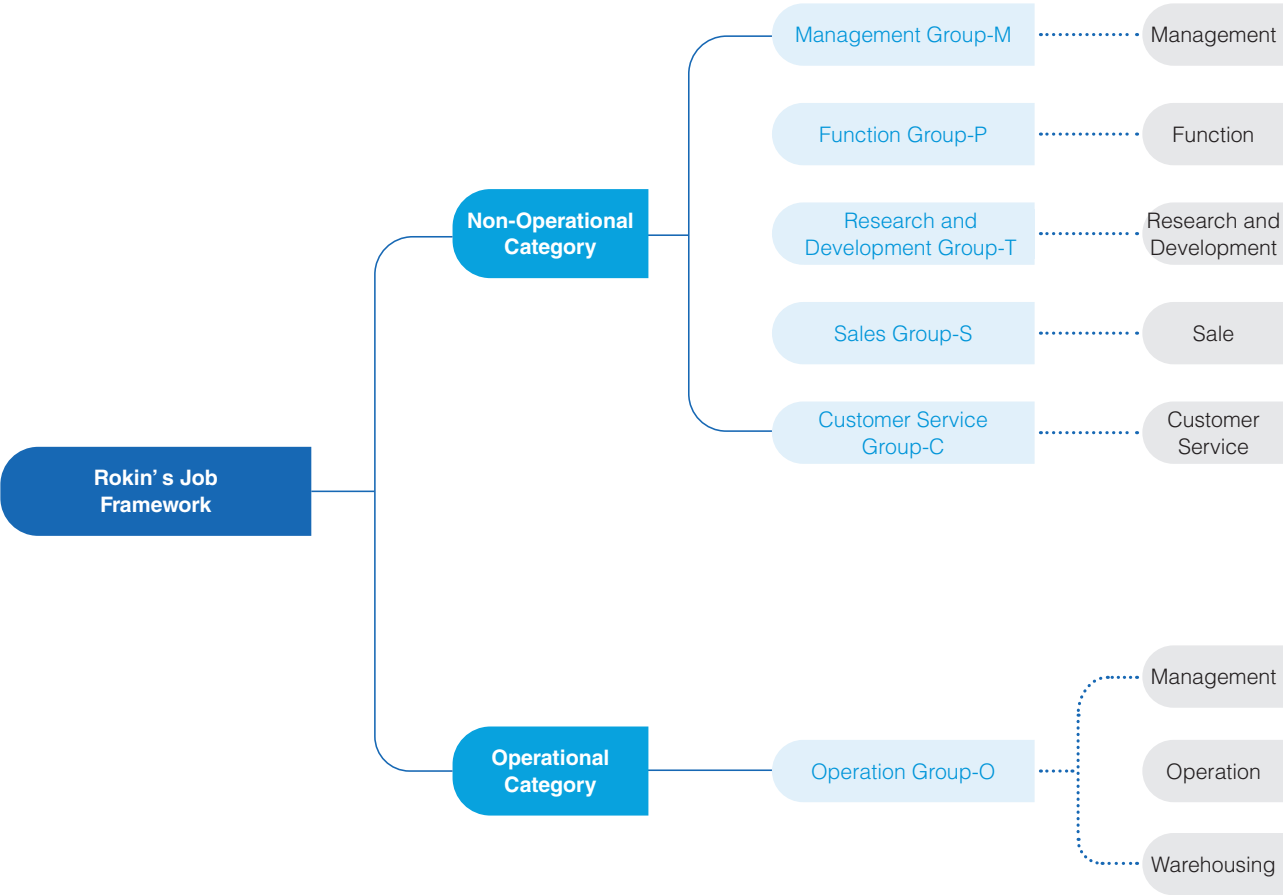 Management Group-M
Management
Function Group-P
Function
Research and
Development Group-T
Research and
Development
Non-Operational
Category
Sales Group-S
Sale
Customer Service
Group-C
Customer
Service
Rokin’ s Job
Framework
Management
Operational
Category
Operation Group-O
Operation
Warehousing